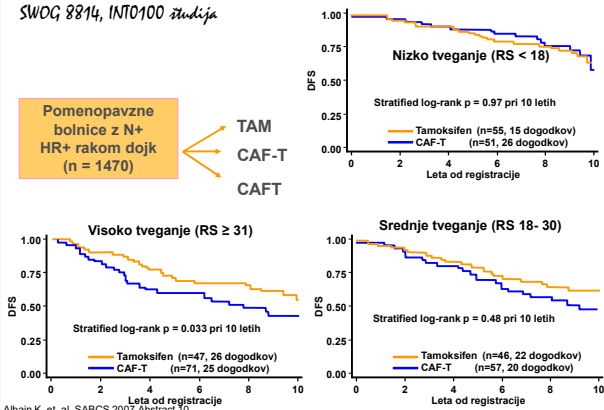 SWOG 8814, INT0100 študija
Pomenopavzne
bolnice z N+
HR+ rakom dojk
(n = 1470)
TAM
CAF-T
CAFT
1.00
0.75
0.50
0.25
0.00
DFS
Nizko tveganje (RS < 18)
Stratified log-rank p = 0.97 pri 10 letih
Tamoksifen (n=55, 15 dogodkov)
CAF-T (n=51, 26 dogodkov)
0 2 4 6 8 10
Leta od registracije
Visoko tveganje (RS ≥ 31)
1.00
0.75
0.50
0.25
0.00
DFS
Stratified log-rank p = 0.033 pri 10 letih
Tamoksifen (n=47, 26 dogodkov)
CAF-T (n=71, 25 dogodkov)
0 2 4 6 8 10
Leta od registracije
Srednje tveganje (RS 18- 30)
1.00
0.75
0.50
0.25
0.00
DFS
Stratified log-rank p = 0.48 pri 10 letih
Tamoksifen (n=46, 22 dogodkov)
CAF-T (n=57, 20 dogodkov)
0 2 4 6 8 10
Leta od registracije
Albain K, et. al. SABCS 2007 Abstract 10